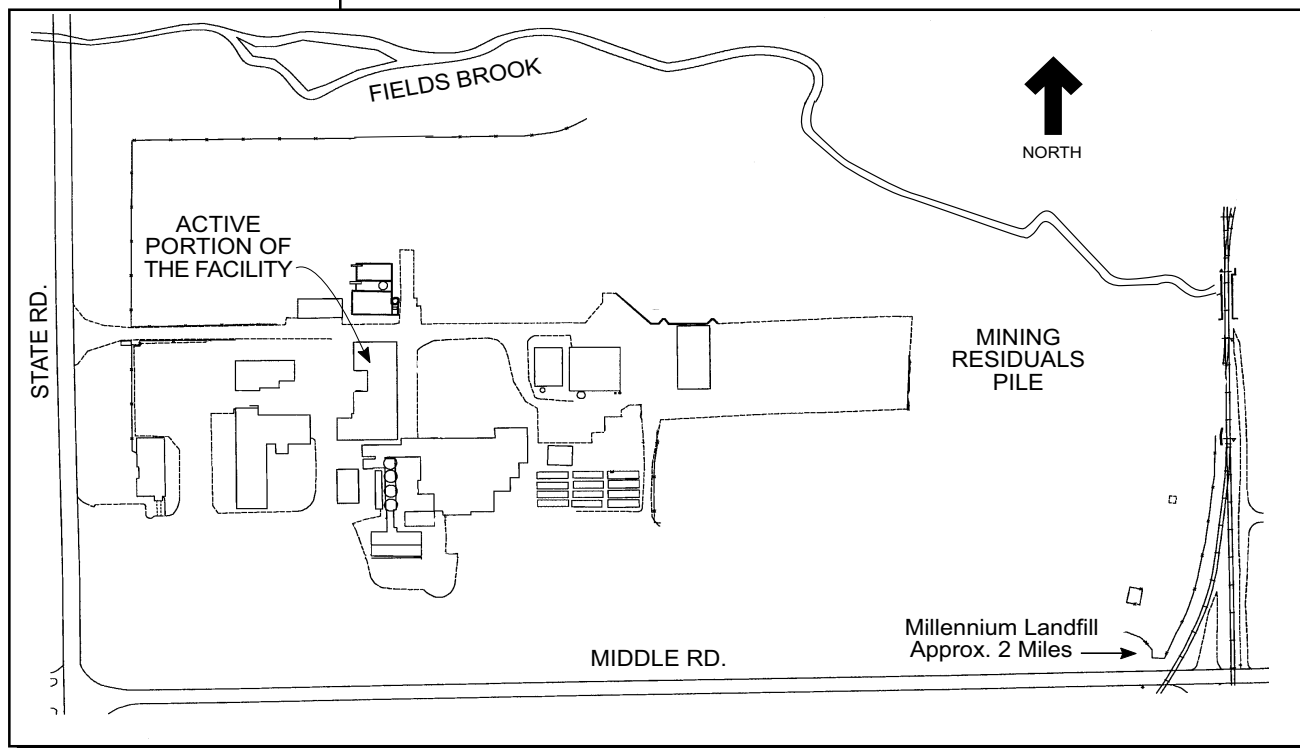 FIELDS BROOK
NORTH
ACTIVE
PORTION OF
THE FACILITY
STATE RD.
MINING
RESIDUALS
PILE
Millennium Landfill
Approx. 2 Miles
MIDDLE RD.